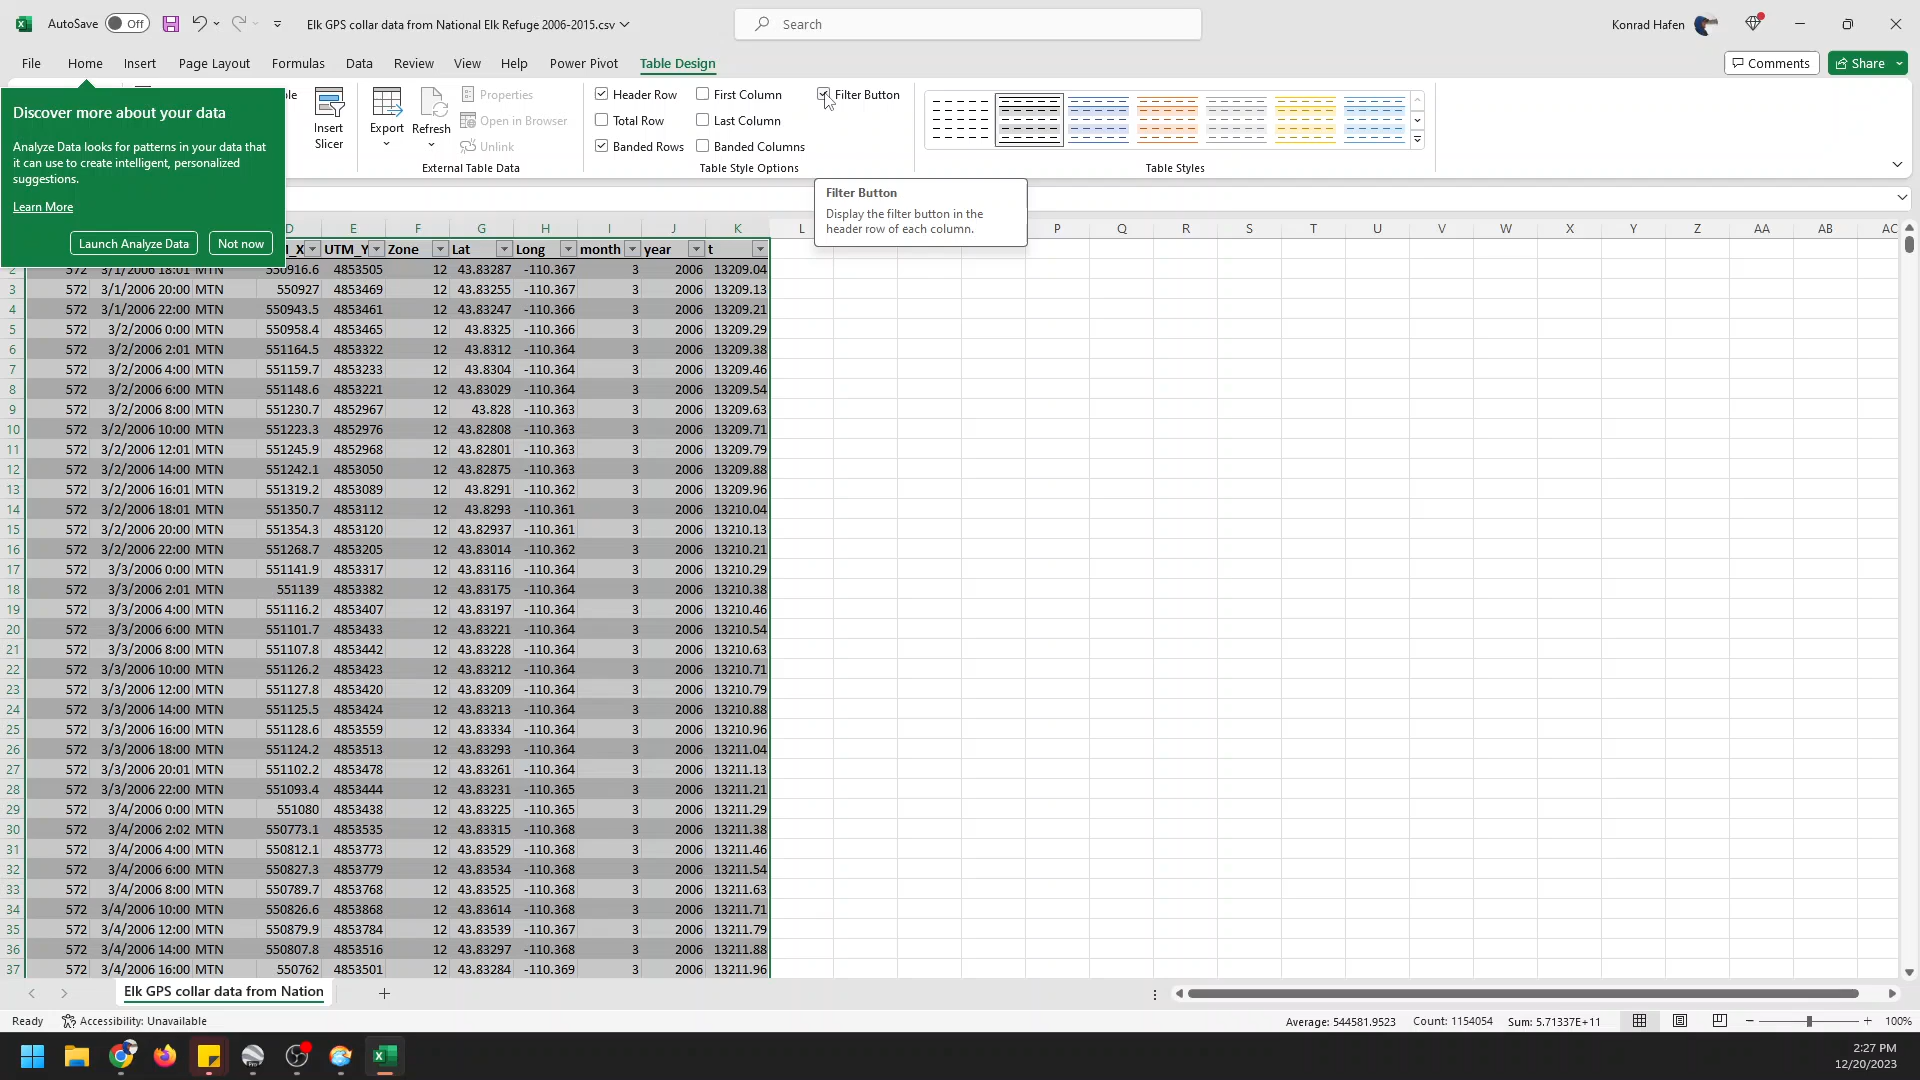 AutoSave Off Elk GPS collar data from National Elk Refuge 2006-2015.csv Search Konrad Hafen
File Home Insert Page Layout Formulas Data Review View Help Power Pivot Table Design Comments Share
Discover more about your data
Analyze Data looks for patterns in your data that
it can use to create intelligent, personalized
suggestions.
Learn More
Launch Analyze Data Not now
Insert
Slicer
Export Refresh
Properties
Open in Browser
Unlink
External Table Data
Header Row First Column Filter Button
Total Row Last Column
Banded Rows Banded Columns
Table Style Options
Table Styles
Filter Button
Display the filter button in the
header row of each column.
D E F G H I J K L P Q R S T U V W X Y Z AA AB AC
UTM_Y Zone Lat Long month year t
2 572 3/1/2006 18:01 MTN 550916.6 4853505 12 43.83287 -110.367 3 2006 13209.04
3 572 3/1/2006 20:00 MTN 550927 4853469 12 43.83255 -110.367 3 2006 13209.13
4 572 3/1/2006 22:00 MTN 550943.5 4853461 12 43.83247 -110.366 3 2006 13209.21
5 572 3/2/2006 0:00 MTN 550958.4 4853465 12 43.8325 -110.366 3 2006 13209.29
6 572 3/2/2006 2:01 MTN 551164.5 4853322 12 43.8312 -110.364 3 2006 13209.38
7 572 3/2/2006 4:00 MTN 551159.7 4853233 12 43.8304 -110.364 3 2006 13209.46
8 572 3/2/2006 6:00 MTN 551148.6 4853221 12 43.83029 -110.364 3 2006 13209.54
9 572 3/2/2006 8:00 MTN 551230.7 4852967 12 43.828 -110.363 3 2006 13209.63
10 572 3/2/2006 10:00 MTN 551223.3 4852976 12 43.82808 -110.363 3 2006 13209.71
11 572 3/2/2006 12:01 MTN 551245.9 4852968 12 43.82801 -110.363 3 2006 13209.79
12 572 3/2/2006 14:00 MTN 551242.1 4853050 12 43.82875 -110.363 3 2006 13209.88
13 572 3/2/2006 16:01 MTN 551319.2 4853089 12 43.8291 -110.362 3 2006 13209.96
14 572 3/2/2006 18:01 MTN 551350.7 4853112 12 43.8293 -110.361 3 2006 13210.04
15 572 3/2/2006 20:00 MTN 551354.3 4853120 12 43.82937 -110.361 3 2006 13210.13
16 572 3/2/2006 22:00 MTN 551268.7 4853205 12 43.83014 -110.362 3 2006 13210.21
17 572 3/3/2006 0:00 MTN 551141.9 4853317 12 43.83116 -110.364 3 2006 13210.29
18 572 3/3/2006 2:01 MTN 551139 4853382 12 43.83175 -110.364 3 2006 13210.38
19 572 3/3/2006 4:00 MTN 551116.2 4853407 12 43.83197 -110.364 3 2006 13210.46
20 572 3/3/2006 6:00 MTN 551101.7 4853433 12 43.83221 -110.364 3 2006 13210.54
21 572 3/3/2006 8:00 MTN 551107.8 4853442 12 43.83228 -110.364 3 2006 13210.63
22 572 3/3/2006 10:00 MTN 551126.2 4853423 12 43.83212 -110.364 3 2006 13210.71
23 572 3/3/2006 12:00 MTN 551127.8 4853420 12 43.83209 -110.364 3 2006 13210.79
24 572 3/3/2006 14:00 MTN 551125.5 4853424 12 43.83213 -110.364 3 2006 13210.88
25 572 3/3/2006 16:00 MTN 551128.6 4853559 12 43.83334 -110.364 3 2006 13210.96
26 572 3/3/2006 18:00 MTN 551124.2 4853513 12 43.83293 -110.364 3 2006 13211.04
27 572 3/3/2006 20:01 MTN 551102.2 4853478 12 43.83261 -110.364 3 2006 13211.13
28 572 3/3/2006 22:00 MTN 551093.4 4853444 12 43.83231 -110.365 3 2006 13211.21
29 572 3/4/2006 0:00 MTN 551080 4853438 12 43.83225 -110.365 3 2006 13211.29
30 572 3/4/2006 2:02 MTN 550773.1 4853535 12 43.83315 -110.368 3 2006 13211.38
31 572 3/4/2006 4:00 MTN 550812.1 4853773 12 43.83529 -110.368 3 2006 13211.46
32 572 3/4/2006 6:00 MTN 550827.3 4853779 12 43.83534 -110.368 3 2006 13211.54
33 572 3/4/2006 8:00 MTN 550789.7 4853768 12 43.83525 -110.368 3 2006 13211.63
34 572 3/4/2006 10:00 MTN 550826.6 4853868 12 43.83614 -110.368 3 2006 13211.71
35 572 3/4/2006 12:00 MTN 550879.9 4853784 12 43.83539 -110.367 3 2006 13211.79
36 572 3/4/2006 14:00 MTN 550807.8 4853516 12 43.83297 -110.368 3 2006 13211.88
37 572 3/4/2006 16:00 MTN 550762 4853501 12 43.83284 -110.369 3 2006 13211.96
Elk GPS collar data from Nation
Ready Accessibility: Unavailable Average: 544581.9523 Count: 1154054 Sum: 5.71337E+11 100%
2:27 PM
12/20/2023